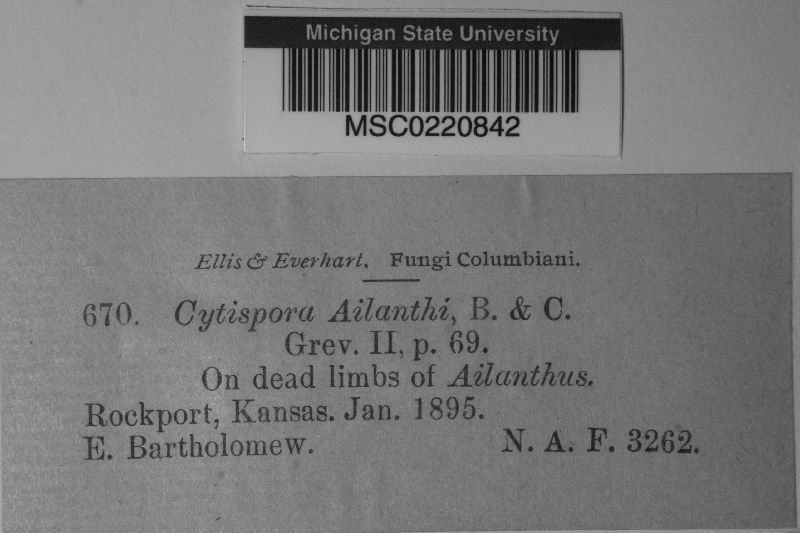 Michigan State University
MSC0220842
Ellis & Everhart. Fungi Columbiani.
670. Cytispora Ailanthi, B. & C.
Grev. II, p. 69.
On dead limbs of Ailanthus.
Rockport, Kansas. Jan. 1895.
E. Bartholomew. N. A. F. 3262.